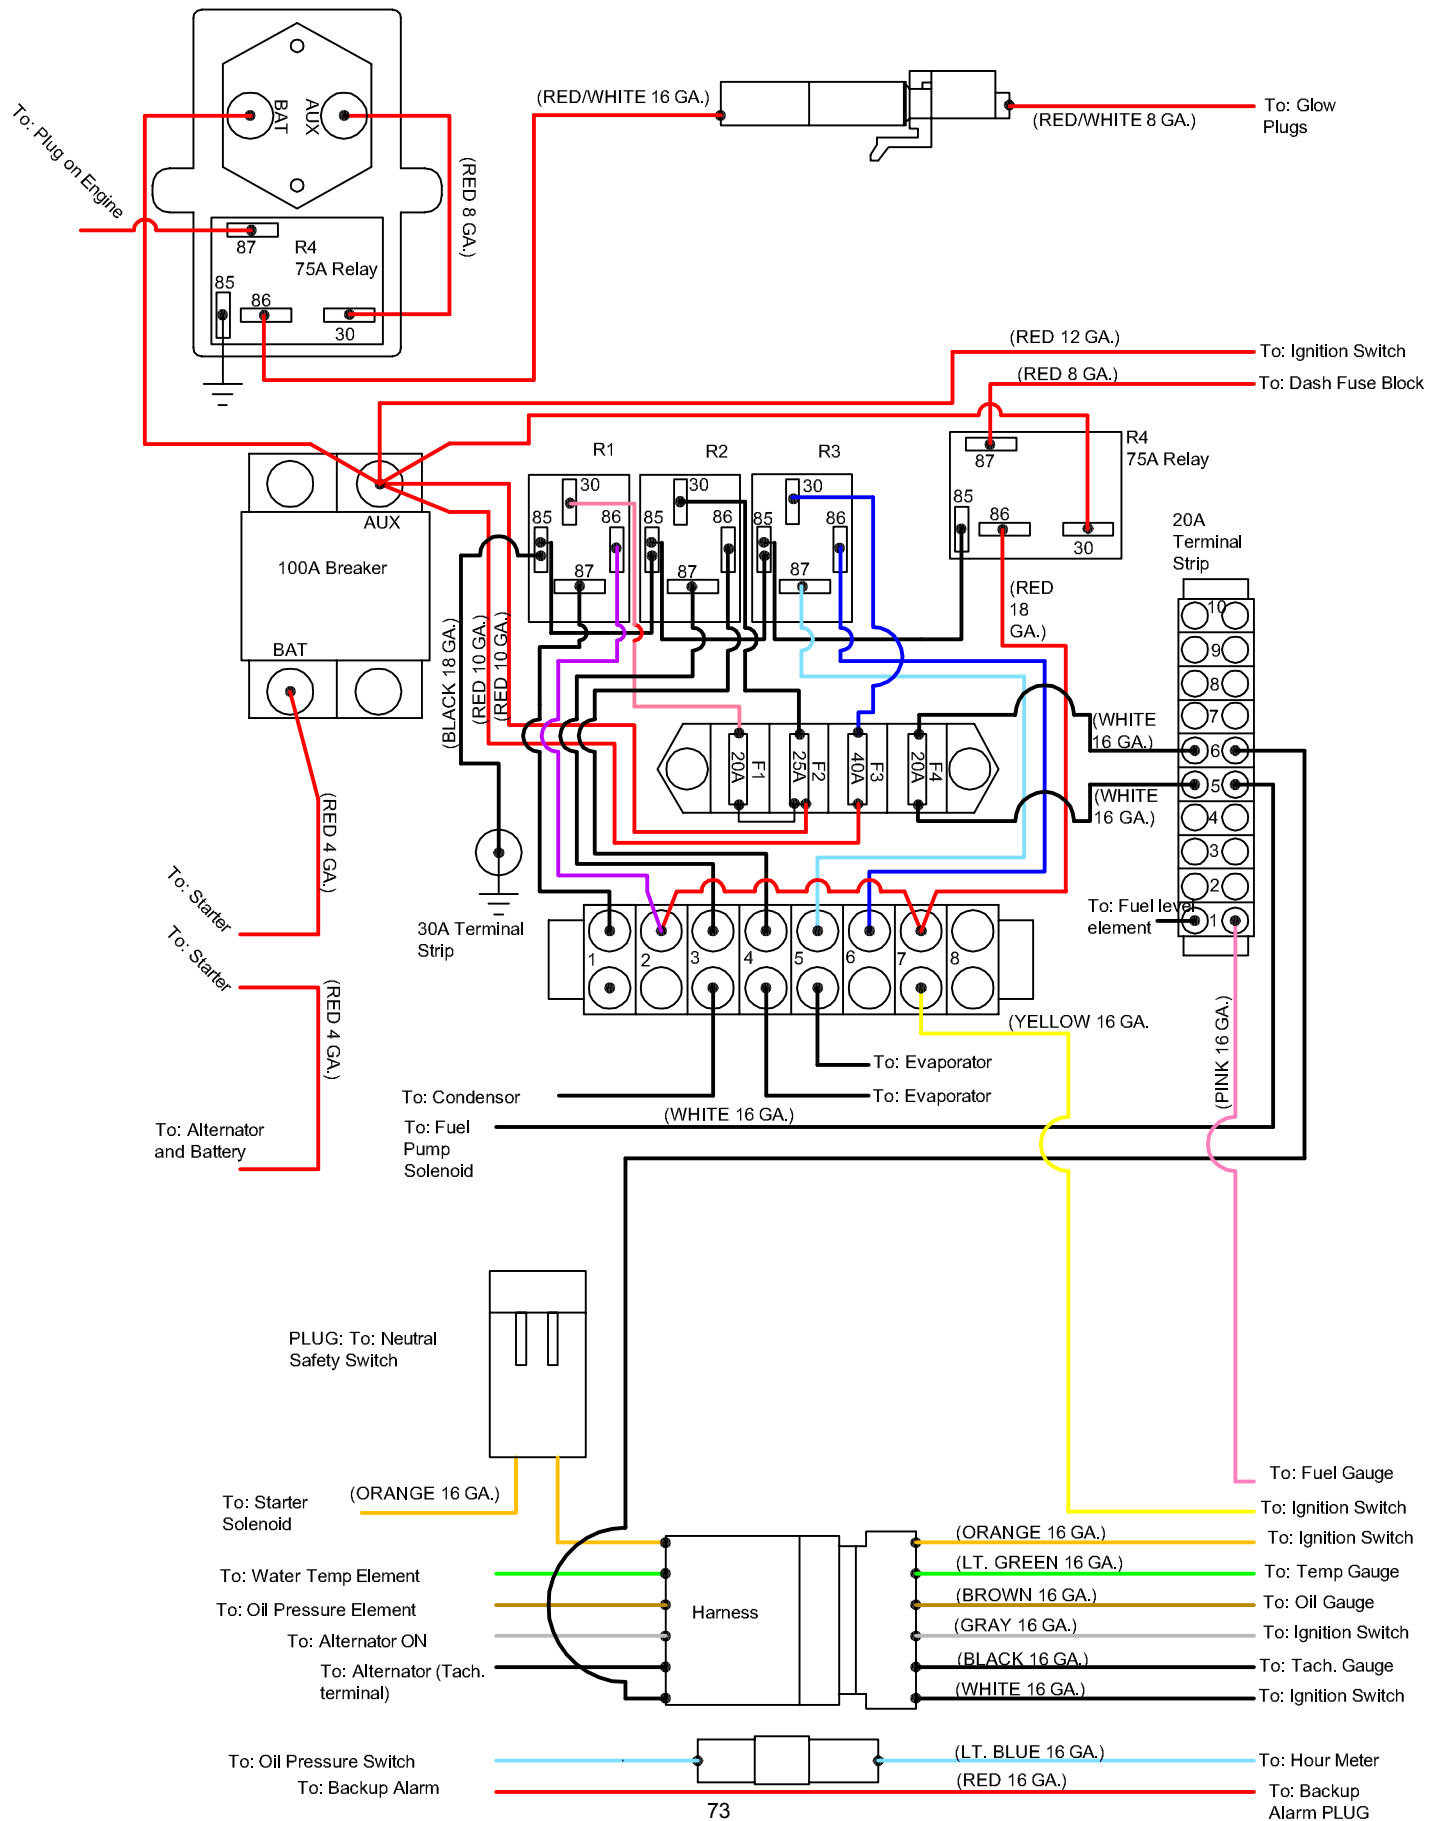 BAT
AUX
To: Plug on Engine
(RED 8 GA.)
87
R4
75A Relay
85
86
30
(RED/WHITE 16 GA.)
(RED/WHITE 8 GA.)
To: Glow
Plugs
(RED 12 GA.)
To: Ignition Switch
(RED 8 GA.)
To: Dash Fuse Block
AUX
100A Breaker
BAT
R1
30
85
86
87
R2
30
85
86
87
R3
30
85
86
87
R4
75A Relay
87
85
86
30
(RED
18
GA.)
20A
Terminal
Strip
10
9
8
7
6
5
4
3
2
1
(BLACK 18 GA.)
(RED 10 GA.)
(RED 10 GA.)
20A
F1
25A
F2
40A
F3
20A
F4
(WHITE
16 GA.)
(WHITE
16 GA.)
To: Fuel level
element
(RED 4 GA.)
To: Starter
To: Starter
(RED 4 GA.)
To: Alternator
and Battery
30A Terminal
Strip
1
2
3
4
5
6
7
8
(YELLOW 16 GA.
(PINK 16 GA.)
To: Evaporator
To: Evaporator
To: Condensor
(WHITE 16 GA.)
To: Fuel
Pump
Solenoid
PLUG: To: Neutral
Safety Switch
To: Starter
Solenoid
(ORANGE 16 GA.)
To: Fuel Gauge
To: Ignition Switch
(ORANGE 16 GA.)
To: Ignition Switch
To: Water Temp Element
(LT. GREEN 16 GA.)
To: Temp Gauge
To: Oil Pressure Element
Harness
(BROWN 16 GA.)
To: Oil Gauge
To: Alternator ON
(GRAY 16 GA.)
To: Ignition Switch
To: Alternator (Tach.
terminal)
(BLACK 16 GA.)
To: Tach. Gauge
(WHITE 16 GA.)
To: Ignition Switch
To: Oil Pressure Switch
(LT. BLUE 16 GA.)
To: Hour Meter
To: Backup Alarm
(RED 16 GA.)
To: Backup
Alarm PLUG
73